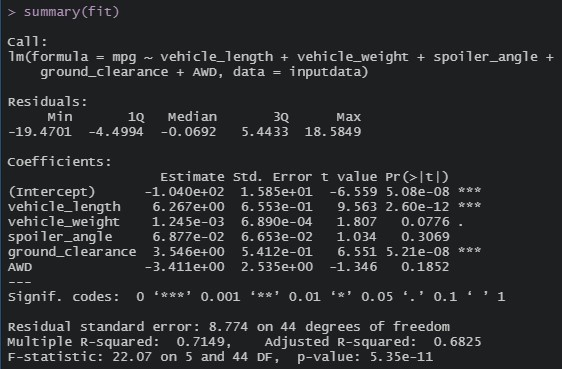 > summary(fit)
Call:
lm(formula = mpg ~ vehicle_length + vehicle_weight + spoiler_angle +
    ground_clearance + AWD, data = inputdata)
Residuals:
     Min       1Q   Median       3Q      Max
-19.4701  -4.4994  -0.0692   5.4433  18.5849
Coefficients:
                   Estimate Std. Error t value Pr(>|t|)
(Intercept)      -1.040e+02  1.585e+01  -6.559 5.08e-08 ***
vehicle_length    6.267e+00  6.553e-01   9.563 2.60e-12 ***
vehicle_weight    1.245e-03  6.890e-04   1.807   0.0776 .
spoiler_angle     6.877e-02  6.653e-02   1.034   0.3069
ground_clearance  3.546e+00  5.412e-01   6.551 5.21e-08 ***
AWD              -3.411e+00  2.535e+00  -1.346   0.1852
---
Signif. codes:  0 ‘***’ 0.001 ‘**’ 0.01 ‘*’ 0.05 ‘.’ 0.1 ‘ ’ 1
Residual standard error: 8.774 on 44 degrees of freedom
Multiple R-squared:  0.7149,    Adjusted R-squared:  0.6825
F-statistic: 22.07 on 5 and 44 DF,  p-value: 5.35e-11